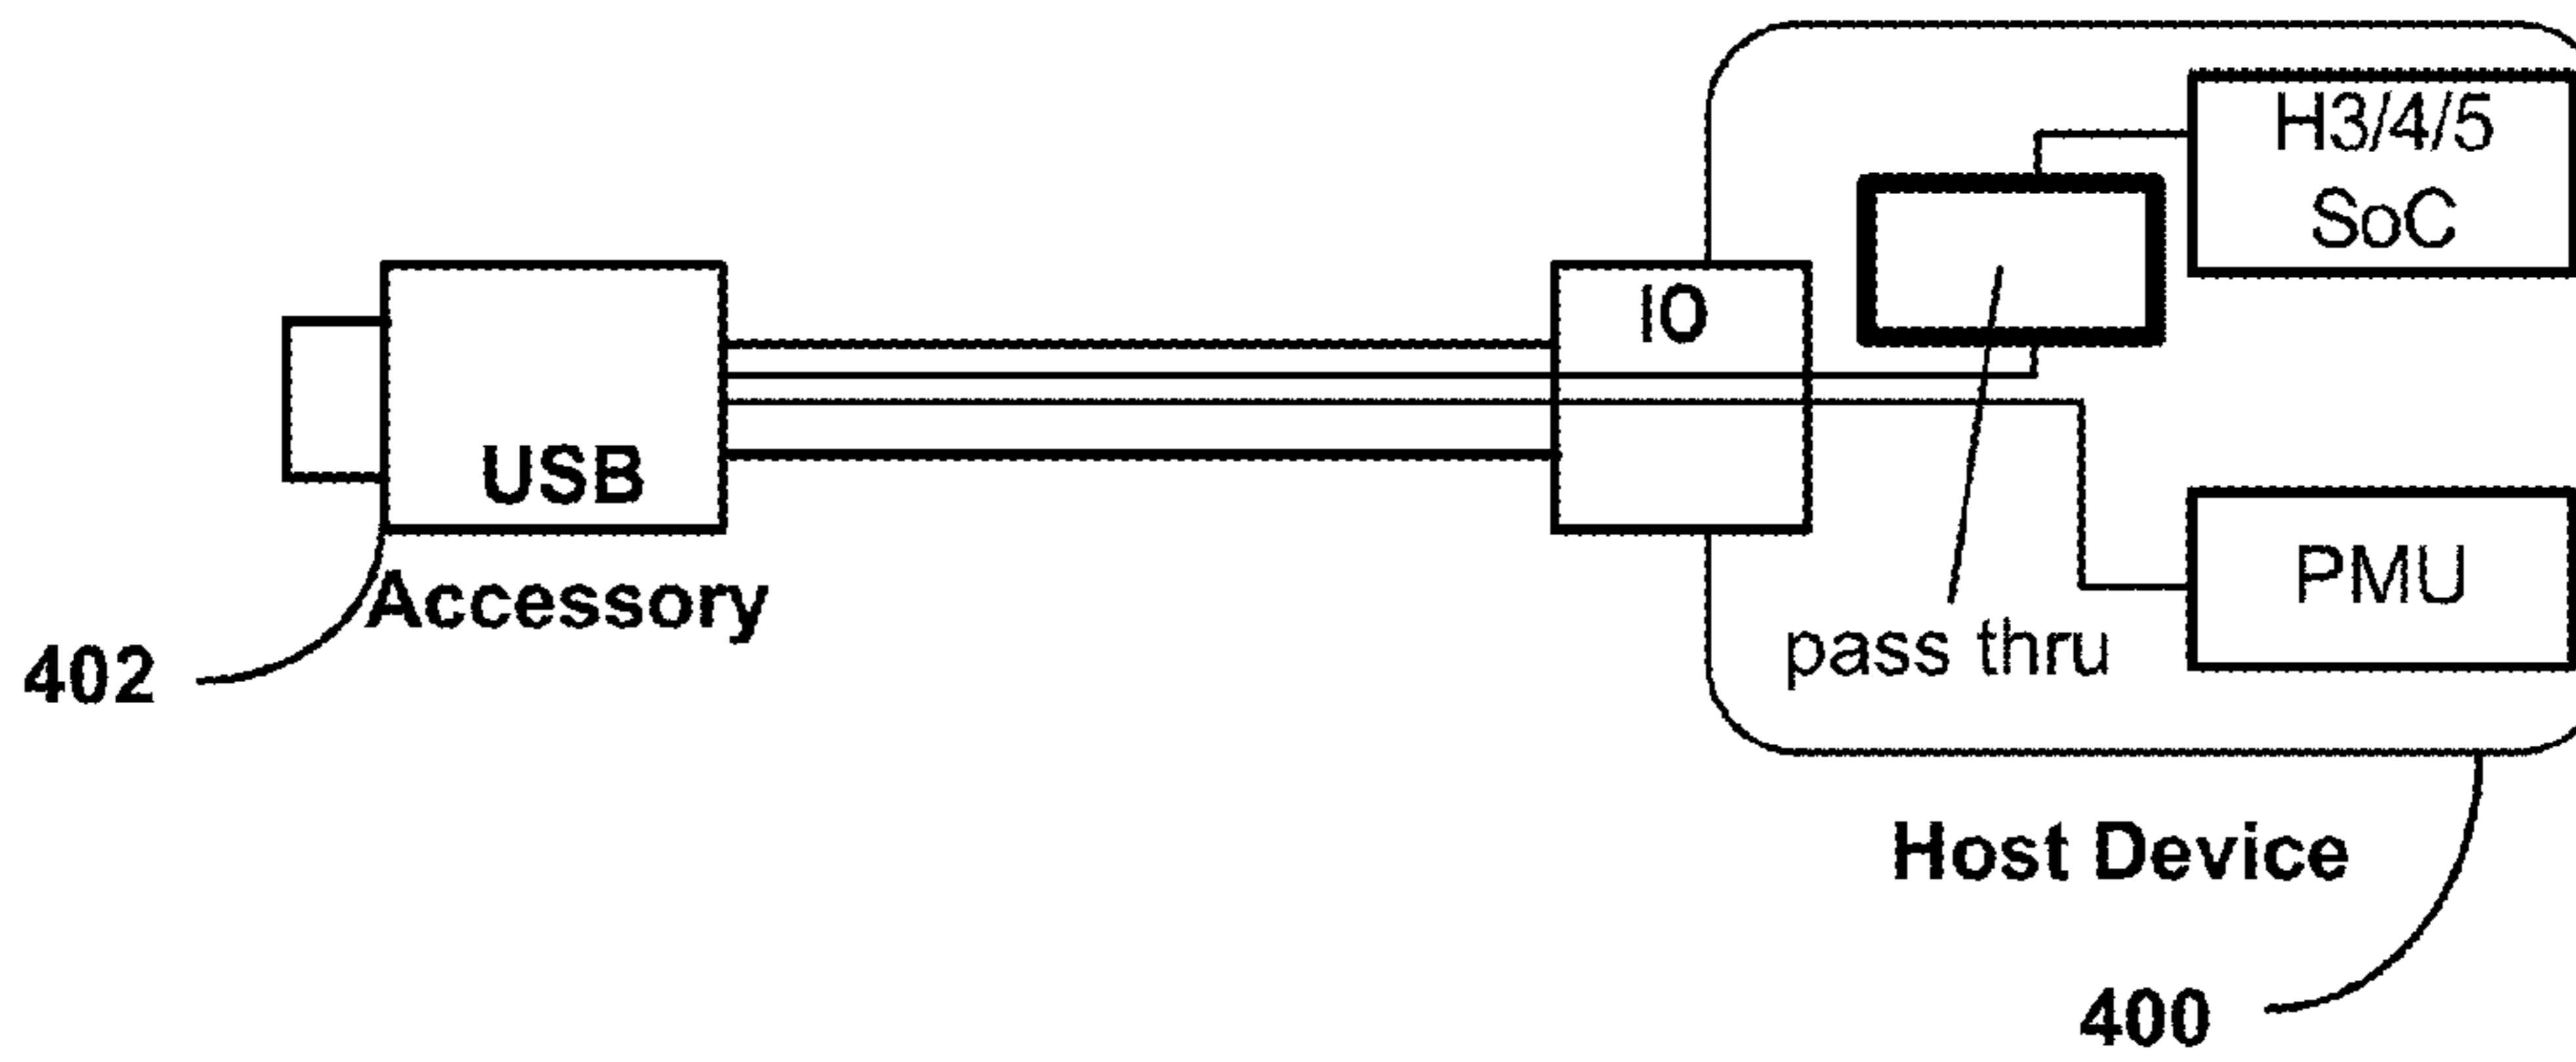 H3/4/5
SoC
IO
USB
PMU
Accessory
pass thru
402
Host Device
400